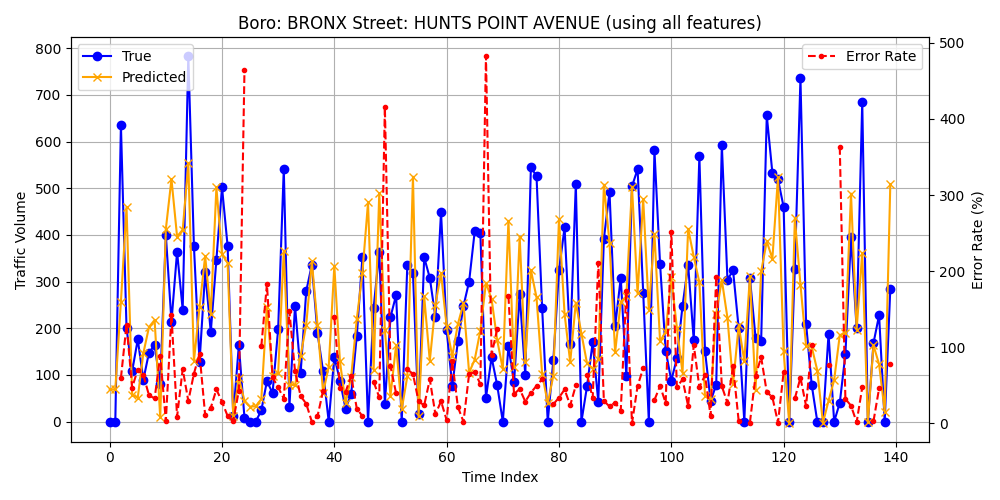 Boro: BRONX Street: HUNTS POINT AVENUE (using all features)
True
Predicted
Error Rate
Traffic Volume
800
700
600
500
400
300
200
100
0
Error Rate (%)
500
400
300
200
100
0
0 20 40 60 80 100 120 140
Time Index